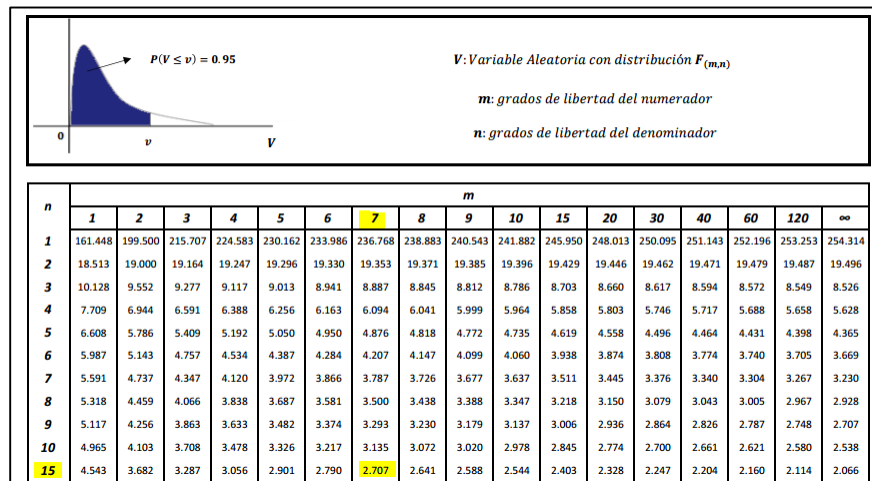 P(V ≤ v) = 0.95
0
v
V
V: Variable Aleatoria con distribución F(m,n)
m: grados de libertad del numerador
n: grados de libertad del denominador
n m
1 2 3 4 5 6 7 8 9 10 15 20 30 40 60 120 ∞
1 161.448 199.500 215.707 224.583 230.162 233.986 236.768 238.883 240.543 241.882 245.950 248.013 250.095 251.143 252.196 253.253 254.314
2 18.513 19.000 19.164 19.247 19.296 19.330 19.353 19.371 19.385 19.396 19.429 19.446 19.462 19.471 19.479 19.487 19.496
3 10.128 9.552 9.277 9.117 9.013 8.941 8.887 8.845 8.812 8.786 8.703 8.660 8.617 8.594 8.572 8.549 8.526
4 7.709 6.944 6.591 6.388 6.256 6.163 6.094 6.041 5.999 5.964 5.858 5.803 5.746 5.717 5.688 5.658 5.628
5 6.608 5.786 5.409 5.192 5.050 4.950 4.876 4.818 4.772 4.735 4.619 4.558 4.496 4.464 4.431 4.398 4.365
6 5.987 5.143 4.757 4.534 4.387 4.284 4.207 4.147 4.099 4.060 3.938 3.874 3.808 3.774 3.740 3.705 3.669
7 5.591 4.737 4.347 4.120 3.972 3.866 3.787 3.726 3.677 3.637 3.511 3.445 3.376 3.340 3.304 3.267 3.230
8 5.318 4.459 4.066 3.838 3.687 3.581 3.500 3.438 3.388 3.347 3.218 3.150 3.079 3.043 3.005 2.967 2.928
9 5.117 4.256 3.863 3.633 3.482 3.374 3.293 3.230 3.179 3.137 3.006 2.936 2.864 2.826 2.787 2.748 2.707
10 4.965 4.103 3.708 3.478 3.326 3.217 3.135 3.072 3.020 2.978 2.845 2.774 2.700 2.661 2.621 2.580 2.538
15 4.543 3.682 3.287 3.056 2.901 2.790 2.707 2.641 2.588 2.544 2.403 2.328 2.247 2.204 2.160 2.114 2.066